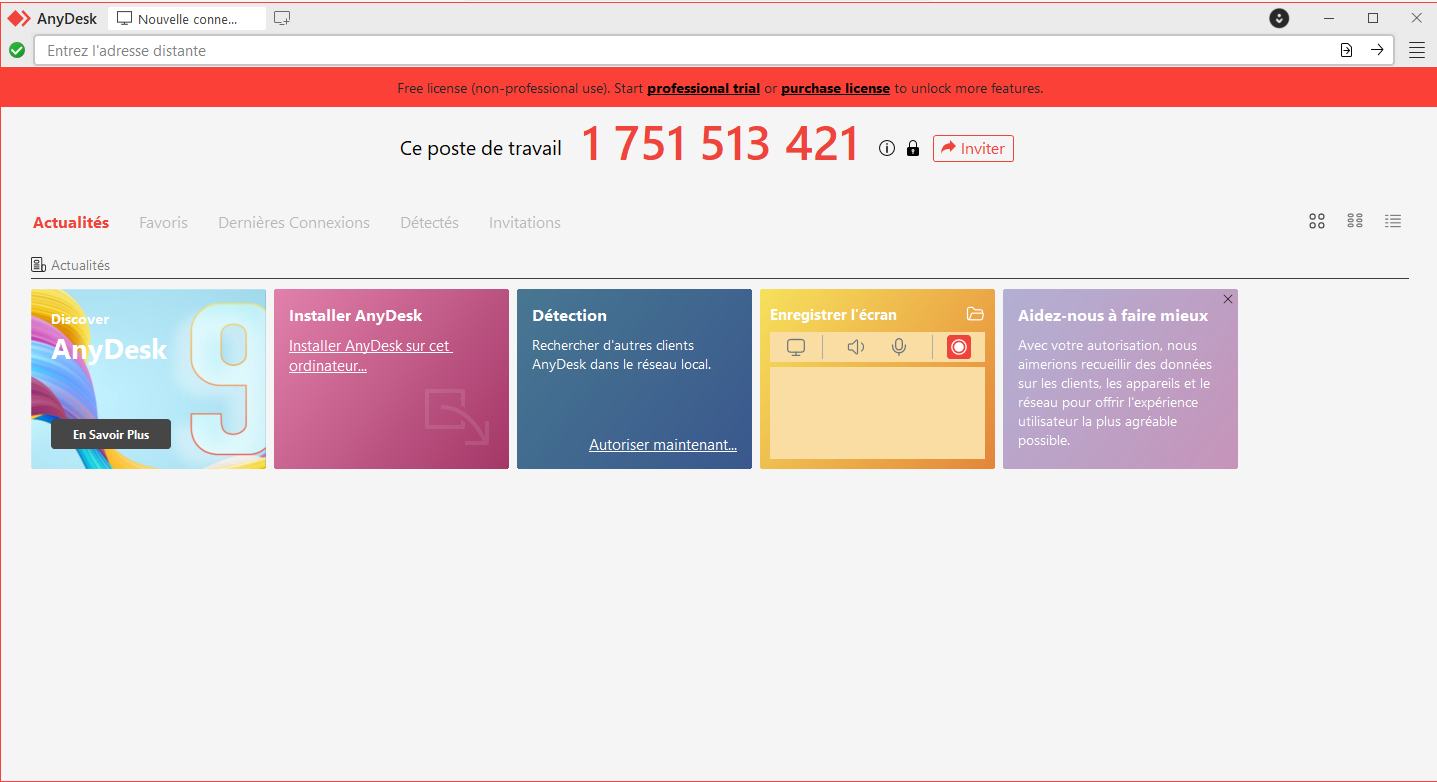 AnyDesk
Nouvelle conne...
Entrez l'adresse distante
Free license (non-professional use). Start professional trial or purchase license to unlock more features.
Ce poste de travail 1 751 513 421 Inviter
Actualités Favoris Dernières Connexions Détectés Invitations
Actualités
Discover
AnyDesk
9
En Savoir Plus
Installer AnyDesk
Installer AnyDesk sur cet
ordinateur...
Détection
Rechercher d'autres clients
AnyDesk dans le réseau local.
Autoriser maintenant...
Enregistrer l'écran
Aidez-nous à faire mieux
Avec votre autorisation, nous
aimerions recueillir des données
sur les clients, les appareils et le
réseau pour offrir l'expérience
utilisateur la plus agréable
possible.